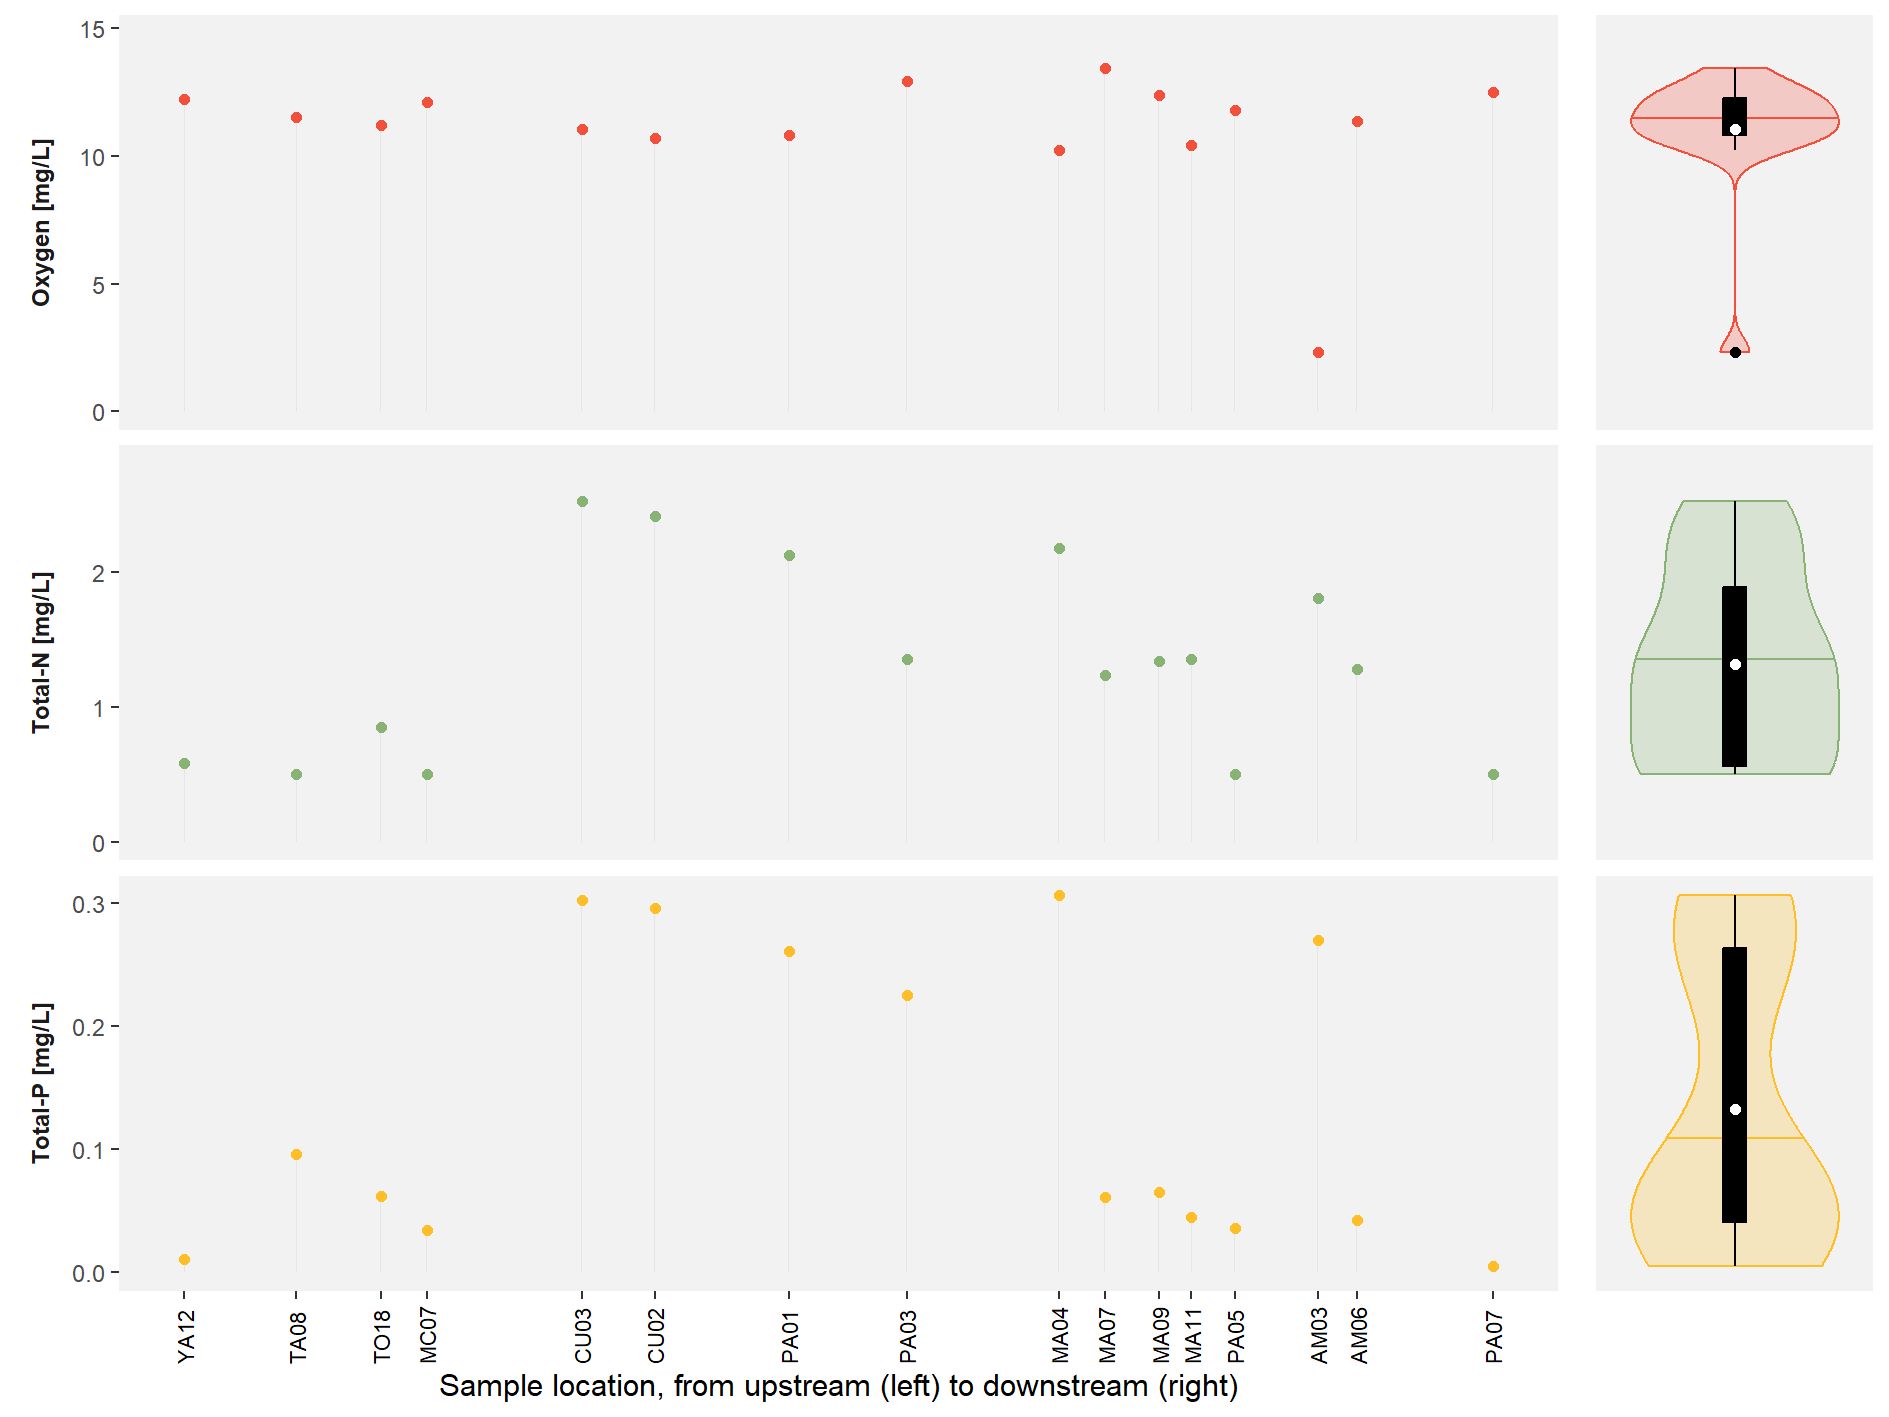 Oxygen [mg/L]
15
10
5
0
Total-N [mg/L]
2
1
0
Total-P [mg/L]
0.3
0.2
0.1
0.0
YA12 TA08 TO18 MC07 CU03 CU02 PA01 PA03 MA04 MA07 MA09 MA11 PA05 AM03 AM06 PA07
Sample location, from upstream (left) to downstream (right)